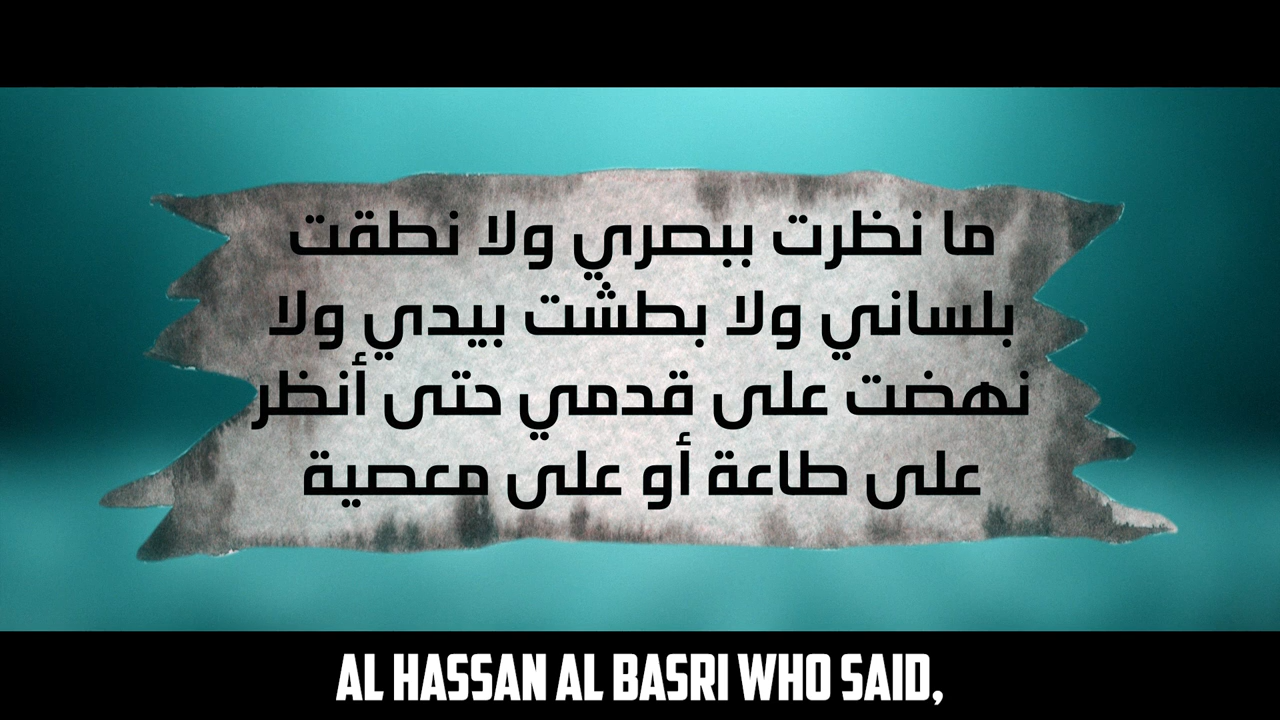 ما نظرت ببصري ولا نطقت
بلساني ولا بطشت بيدي ولا
نهضت على قدمي حتى أنظر
على طاعة أو على معصية
AL HASSAN AL BASRI WHO SAID,